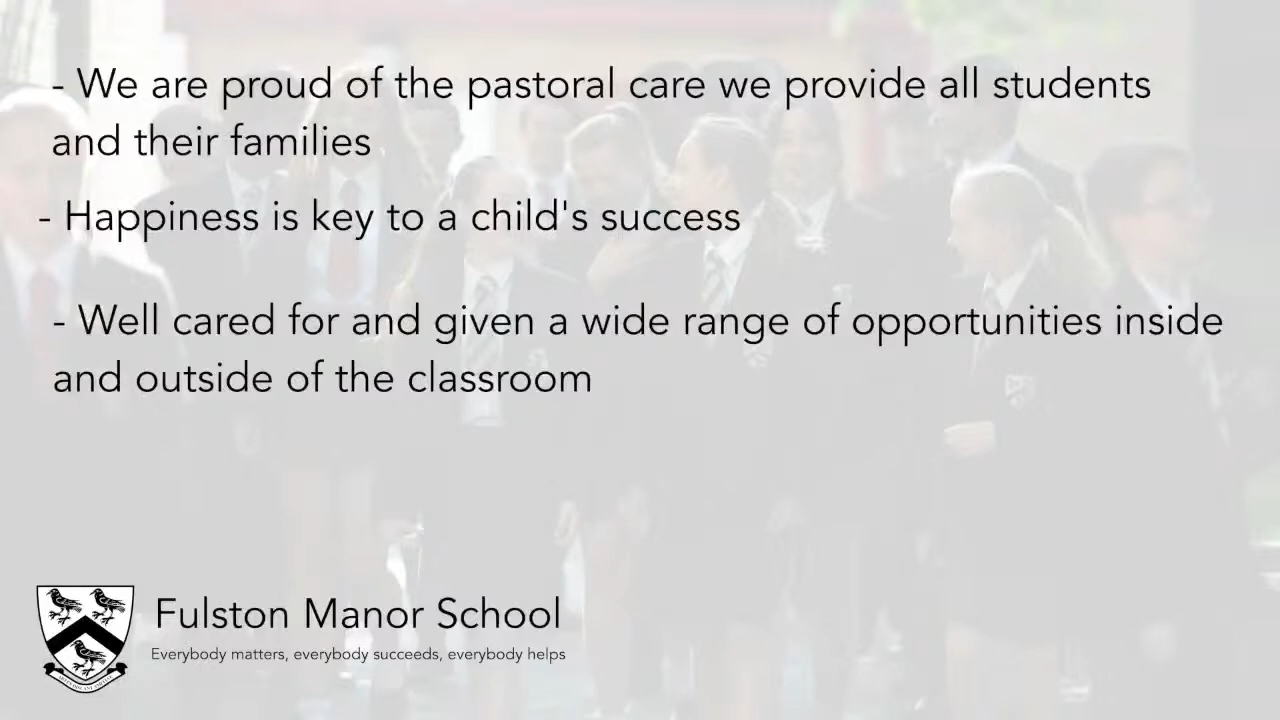 - We are proud of the pastoral care we provide all students
and their families
- Happiness is key to a child's success
- Well cared for and given a wide range of opportunities inside
and outside of the classroom
Fulston Manor School
Everybody matters, everybody succeeds, everybody helps